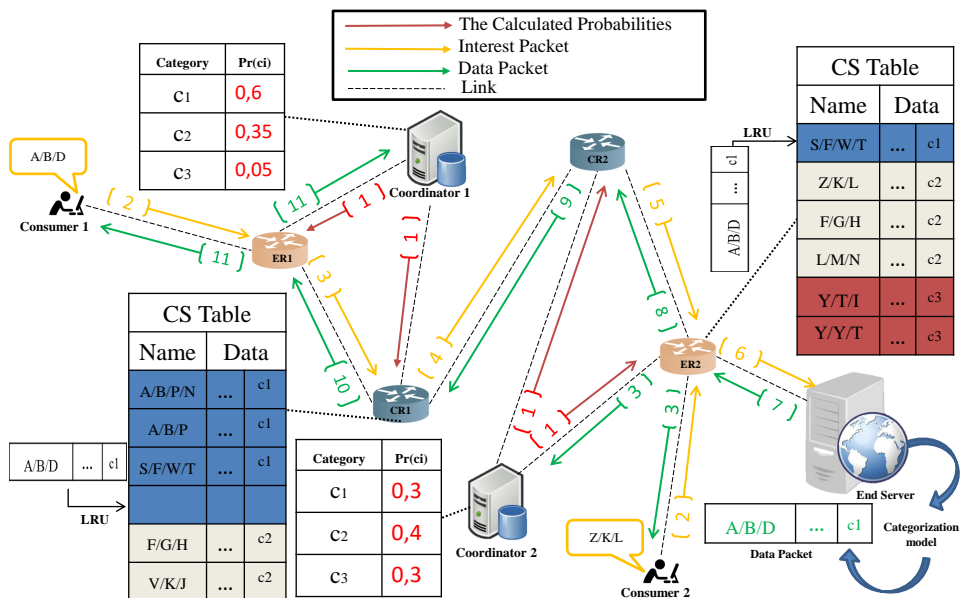 The Calculated Probabilities
Interest Packet
Data Packet
Link
Category Pr(ci)
c1 0,6
c2 0,35
c3 0,05
A/B/D
Consumer 1
Coordinator 1
ER1
CR1
CR2
ER2
{ 2 }
{ 11 }
{ 11 }
{ 1 }
{ 1 }
{ 3 }
{ 10 }
{ 4 }
{ 9 }
{ 5 }
{ 8 }
{ 6 }
{ 7 }
{ 1 }
{ 1 }
{ 3 }
{ 3 }
{ 2 }
LRU
A/B/D ... c1
CS Table
Name Data
S/F/W/T ... c1
Z/K/L ... c2
F/G/H ... c2
L/M/N ... c2
Y/T/I ... c3
Y/Y/T ... c3
CS Table
Name Data
A/B/P/N ... c1
A/B/P ... c1
S/F/W/T ... c1
F/G/H ... c2
V/K/J ... c2
A/B/D ... c1
LRU
Category Pr(ci)
c1 0,3
c2 0,4
c3 0,3
Coordinator 2
Z/K/L
Consumer 2
End Server
A/B/D ... c1
Data Packet
Categorization
model